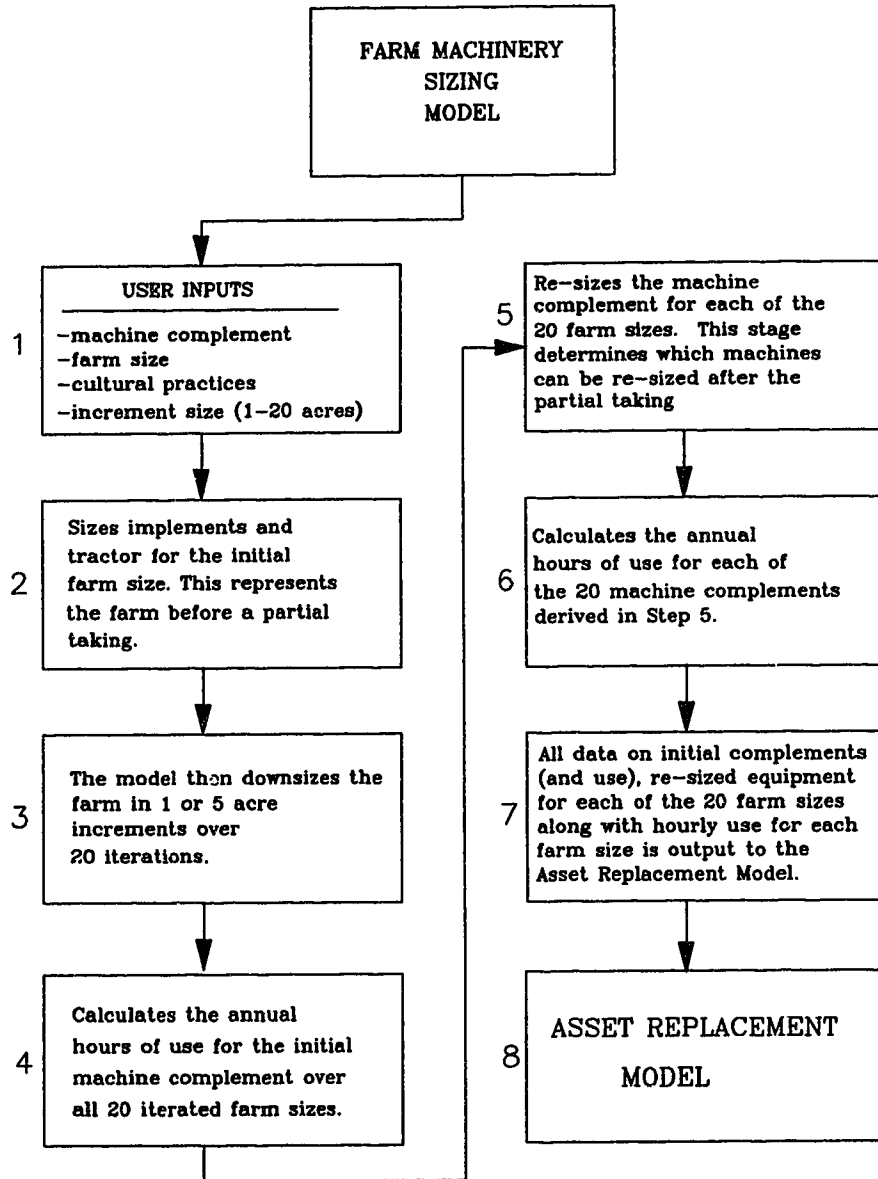 FARM MACHINERY
SIZING
MODEL
1
USER INPUTS
-machine complement
-farm size
-cultural practices
-increment size (1-20 acres)
2
Sizes implements and
tractor for the initial
farm size. This represents
the farm before a partial
taking.
3
The model then downsizes the
farm in 1 or 5 acre
increments over
20 iterations.
4
Calculates the annual
hours of use for the initial
machine complement over
all 20 iterated farm sizes.
5
Re-sizes the machine
complement for each of the
20 farm sizes. This stage
determines which machines
can be re-sized after the
partial taking
6
Calculates the annual
hours of use for each of
the 20 machine complements
derived in Step 5.
7
All data on initial complements
(and use), re-sized equipment
for each of the 20 farm sizes
along with hourly use for each
farm size is output to the
Asset Replacement Model.
8
ASSET REPLACEMENT
MODEL